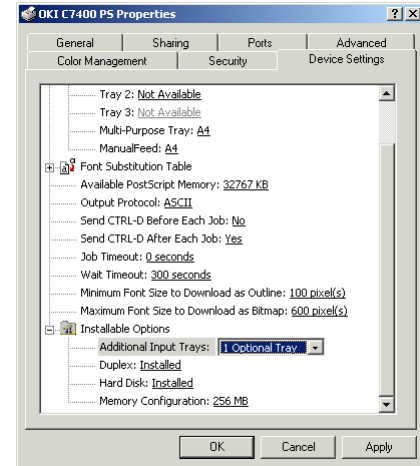 OKI C7400 PS Properties
General Sharing Ports Advanced
Color Management Security Device Settings
Tray 2: Not Available
Tray 3: Not Available
Multi-Purpose Tray: A4
ManualFeed: A4
Font Substitution Table
Available PostScript Memory: 32767 KB
Output Protocol: ASCII
Send CTRL-D Before Each Job: No
Send CTRL-D After Each Job: Yes
Job Timeout: 0 seconds
Wait Timeout: 300 seconds
Minimum Font Size to Download as Outline: 100 pixel(s)
Maximum Font Size to Download as Bitmap: 600 pixel(s)
Installable Options
Additional Input Trays: 1 Optional Tray
Duplex: Installed
Hard Disk: Installed
Memory Configuration: 256 MB
OK Cancel Apply